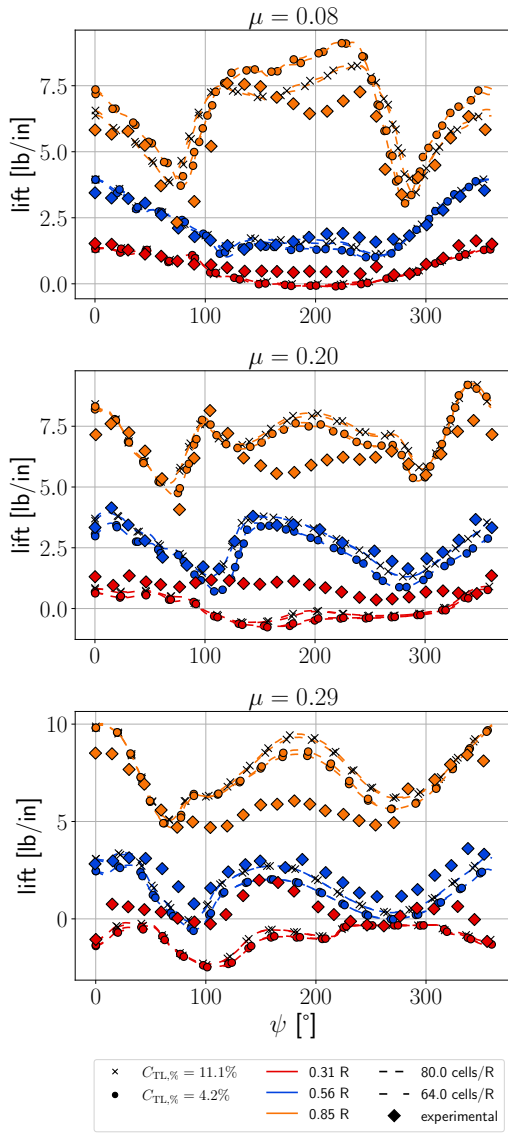 μ = 0.08
lift [lb/in]
7.5
5.0
2.5
0.0
0 100 200 300
μ = 0.20
lift [lb/in]
7.5
5.0
2.5
0.0
0 100 200 300
μ = 0.29
lift [lb/in]
10
5
0
0 100 200 300
ψ [°]
× C_TL,% = 11.1%
● C_TL,% = 4.2%
0.31 R
0.56 R
0.85 R
80.0 cells/R
64.0 cells/R
experimental